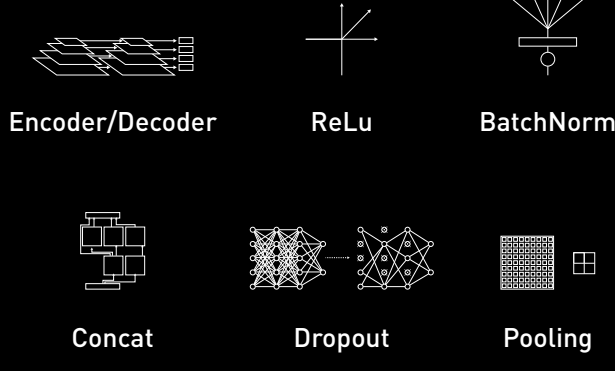 Encoder/Decoder
ReLu
BatchNorm
Concat
Dropout
Pooling